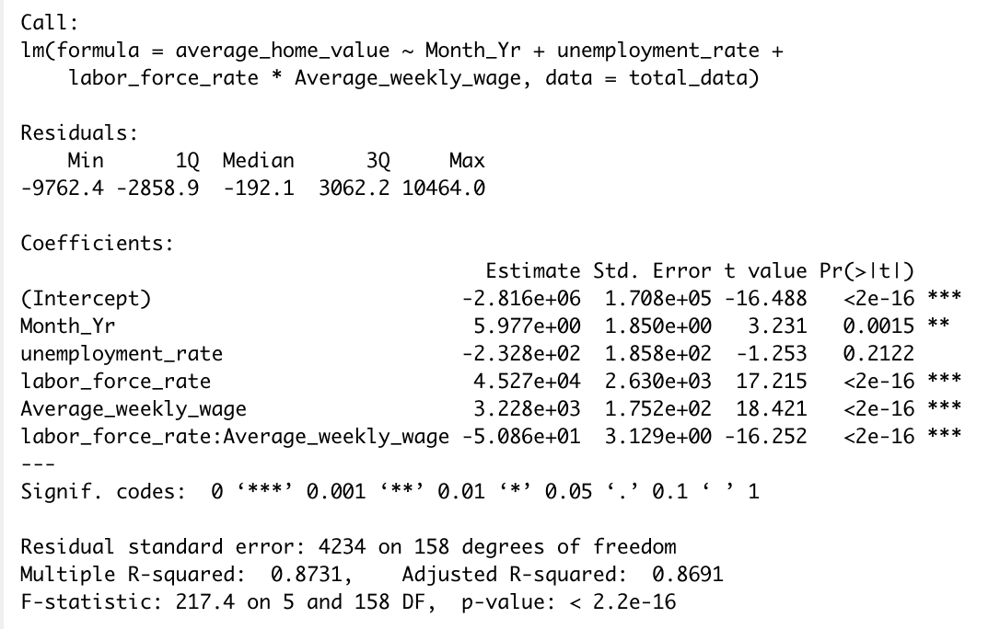 Call:
lm(formula = average_home_value ~ Month_Yr + unemployment_rate +
    labor_force_rate * Average_weekly_wage, data = total_data)

Residuals:
    Min      1Q  Median      3Q     Max
-9762.4 -2858.9  -192.1  3062.2 10464.0

Coefficients:
                                       Estimate Std. Error t value Pr(>|t|)
(Intercept)                          -2.816e+06  1.708e+05 -16.488   <2e-16 ***
Month_Yr                              5.977e+00  1.850e+00   3.231   0.0015 **
unemployment_rate                    -2.328e+02  1.858e+02  -1.253   0.2122
labor_force_rate                      4.527e+04  2.630e+03  17.215   <2e-16 ***
Average_weekly_wage                   3.228e+03  1.752e+02  18.421   <2e-16 ***
labor_force_rate:Average_weekly_wage -5.086e+01  3.129e+00 -16.252   <2e-16 ***
---
Signif. codes:  0 ‘***’ 0.001 ‘**’ 0.01 ‘*’ 0.05 ‘.’ 0.1 ‘ ’ 1

Residual standard error: 4234 on 158 degrees of freedom
Multiple R-squared:  0.8731,    Adjusted R-squared:  0.8691
F-statistic: 217.4 on 5 and 158 DF,  p-value: < 2.2e-16